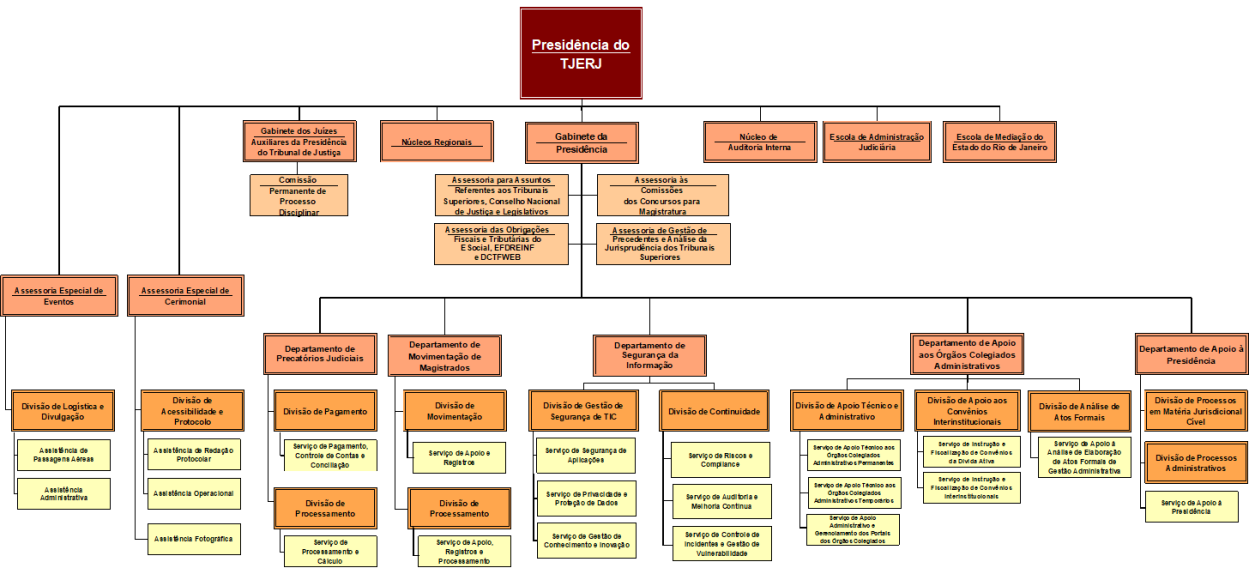 Presidência do
TJERJ
Gabinete dos Juízes
Auxiliares da Presidência
do Tribunal de Justiça
Núcleos Regionais
Gabinete da
Presidência
Núcleo de
Auditoria Interna
Escola de Administração
Judiciária
Escola de Mediação do
Estado do Rio de Janeiro
Comissão
Permanente de
Processo
Disciplinar
Assessoria para Assuntos
Referentes aos Tribunais
Superiores, Conselho Nacional
de Justiça e Legislativos
Assessoria às
Comissões
dos Concursos para
Magistratura
Assessoria das Obrigações
Fiscais e Tributárias do
E Social, EFDREINF
e DCTFWEB
Assessoria de Gestão de
Precedentes e Análise da
Jurisprudência dos Tribunais
Superiores
Assessoria Especial de
Eventos
Assessoria Especial de
Cerimonial
Departamento de
Precatórios Judiciais
Departamento de
Movimentação de
Magistrados
Departamento de
Segurança da
Informação
Departamento de Apoio
aos Órgãos Colegiados
Administrativos
Departamento de Apoio à
Presidência
Divisão de Logística e
Divulgação
Divisão de
Acessibilidade e
Protocolo
Divisão de Pagamento
Divisão de
Movimentação
Divisão de Gestão de
Segurança de TIC
Divisão de Continuidade
Divisão de Apoio Técnico e
Administrativo
Divisão de Apoio aos
Convênios
Interinstitucionais
Divisão de Análise de
Atos Formais
Divisão de Processos
em Matéria Jurisdicional
Cível
Assistência de
Passagens Aéreas
Assistência de Redação
Protocolar
Serviço de Pagamento,
Controle de Contas e
Conciliação
Serviço de Apoio e
Registros
Serviço de Segurança de
Aplicações
Serviço de Riscos e
Compliance
Serviço de Apoio Técnico aos
Órgãos Colegiados
Administrativos Permanentes
Serviço de Instrução e
Fiscalização de Convênios
da Dívida Ativa
Serviço de Apoio à
Análise de Elaboração
de Atos Formais de
Gestão Administrativa
Divisão de Processos
Administrativos
Assistência
Administrativa
Assistência Operacional
Divisão de
Processamento
Divisão de
Processamento
Serviço de Privacidade e
Proteção de Dados
Serviço de Auditoria e
Melhoria Contínua
Serviço de Apoio Técnico aos
Órgãos Colegiados
Administrativos Temporários
Serviço de Instrução e
Fiscalização de Convênios
Interinstitucionais
Serviço de Apoio à
Presidência
Assistência Fotográfica
Serviço de
Processamento e
Cálculo
Serviço de Apoio,
Registros e
Processamento
Serviço de Gestão de
Conhecimento e Inovação
Serviço de Controle de
Incidentes e Gestão de
Vulnerabilidade
Serviço de Apoio
Administrativo e
Gerenciamento dos Portais
dos Órgãos Colegiados